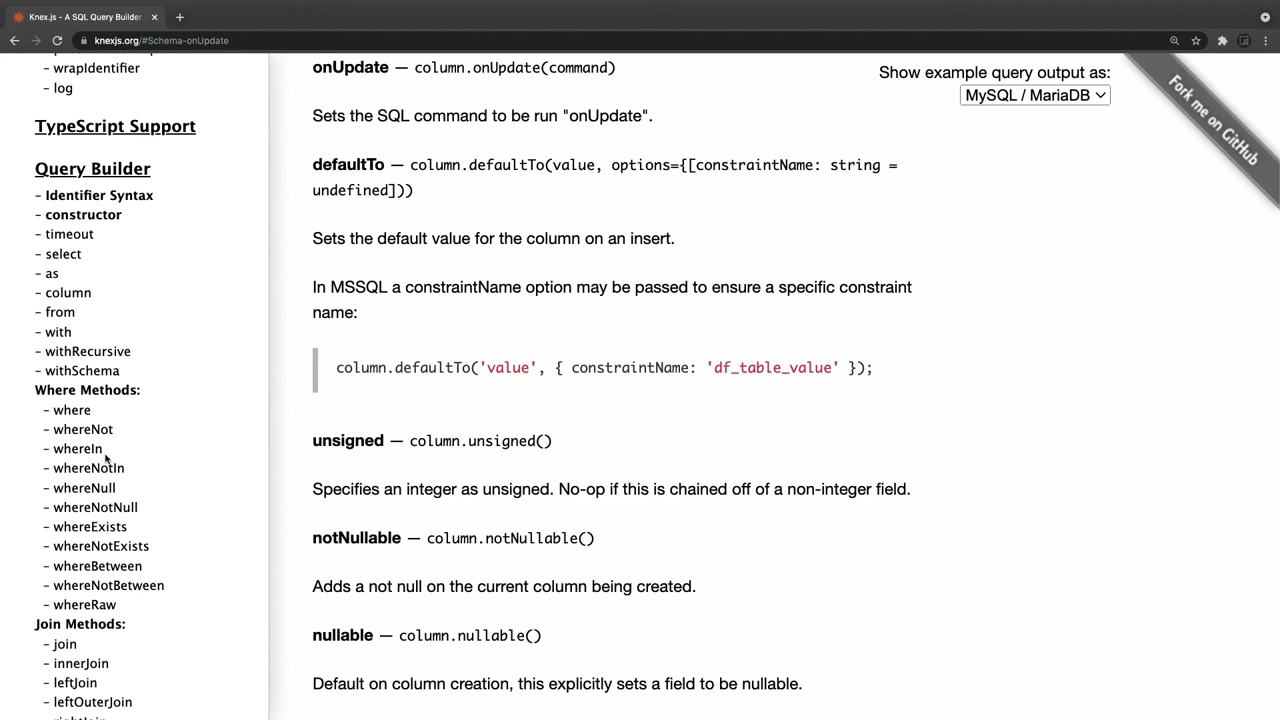 Knex.js - A SQL Query Builder
knexjs.org/#Schema-onUpdate
- wrapIdentifier
- log
TypeScript Support
Query Builder
- Identifier Syntax
- constructor
- timeout
- select
- as
- column
- from
- with
- withRecursive
- withSchema
Where Methods:
- where
- whereNot
- whereIn
- whereNotIn
- whereNull
- whereNotNull
- whereExists
- whereNotExists
- whereBetween
- whereNotBetween
- whereRaw
Join Methods:
- join
- innerJoin
- leftJoin
- leftOuterJoin
onUpdate — column.onUpdate(command)
Sets the SQL command to be run "onUpdate".
defaultTo — column.defaultTo(value, options={[constraintName: string =
undefined]))
Sets the default value for the column on an insert.
In MSSQL a constraintName option may be passed to ensure a specific constraint
name:
column.defaultTo('value', { constraintName: 'df_table_value' });
unsigned — column.unsigned()
Specifies an integer as unsigned. No-op if this is chained off of a non-integer field.
notNullable — column.notNullable()
Adds a not null on the current column being created.
nullable — column.nullable()
Default on column creation, this explicitly sets a field to be nullable.
Show example query output as:
MySQL / MariaDB
Fork me on GitHub